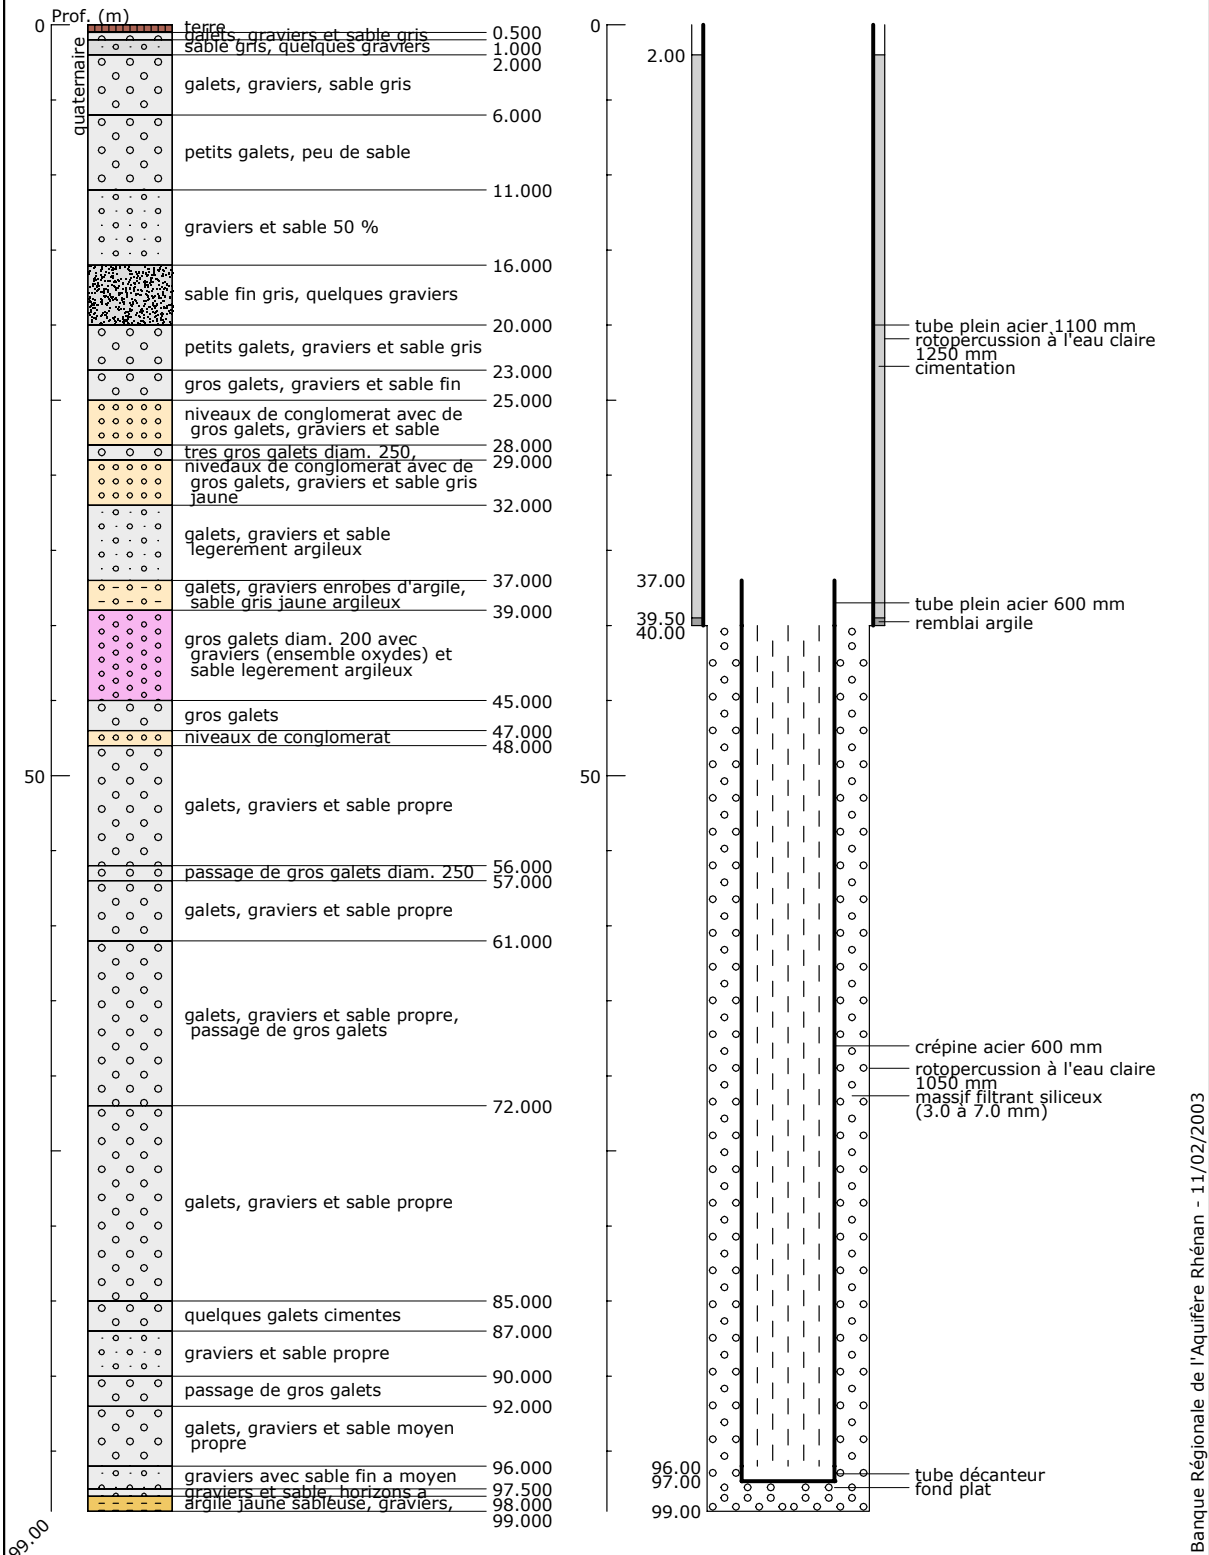 Prof. (m)
0
quaternaire
terre
0.500
galets, graviers et sable gris
1.000
sable gris, quelques graviers
2.000
galets, graviers, sable gris
6.000
petits galets, peu de sable
11.000
graviers et sable 50 %
16.000
sable fin gris, quelques graviers
20.000
petits galets, graviers et sable gris
23.000
gros galets, graviers et sable fin
25.000
niveaux de conglomerat avec de
gros galets, graviers et sable
28.000
tres gros galets diam. 250,
29.000
nivedaux de conglomerat avec de
gros galets, graviers et sable gris
jaune
32.000
galets, graviers et sable
legerement argileux
37.000
galets, graviers enrobes d'argile,
sable gris jaune argileux
39.000
gros galets diam. 200 avec
graviers (ensemble oxydes) et
sable legerement argileux
45.000
gros galets
47.000
niveaux de conglomerat
48.000
50
galets, graviers et sable propre
56.000
passage de gros galets diam. 250
57.000
galets, graviers et sable propre
61.000
galets, graviers et sable propre,
passage de gros galets
72.000
galets, graviers et sable propre
85.000
quelques galets cimentes
87.000
graviers et sable propre
90.000
passage de gros galets
92.000
galets, graviers et sable moyen
propre
96.000
graviers avec sable fin a moyen
97.500
graviers et sable, horizons a
98.000
argile jaune sableuse, graviers,
99.000
99.00
0
2.00
tube plein acier 1100 mm
rotopercussion à l'eau claire
1250 mm
cimentation
37.00
tube plein acier 600 mm
39.50
remblai argile
40.00
50
crépine acier 600 mm
rotopercussion à l'eau claire
1050 mm
massif filtrant siliceux
(3.0 à 7.0 mm)
96.00
tube décanteur
97.00
fond plat
99.00
Banque Régionale de l'Aquifère Rhénan - 11/02/2003